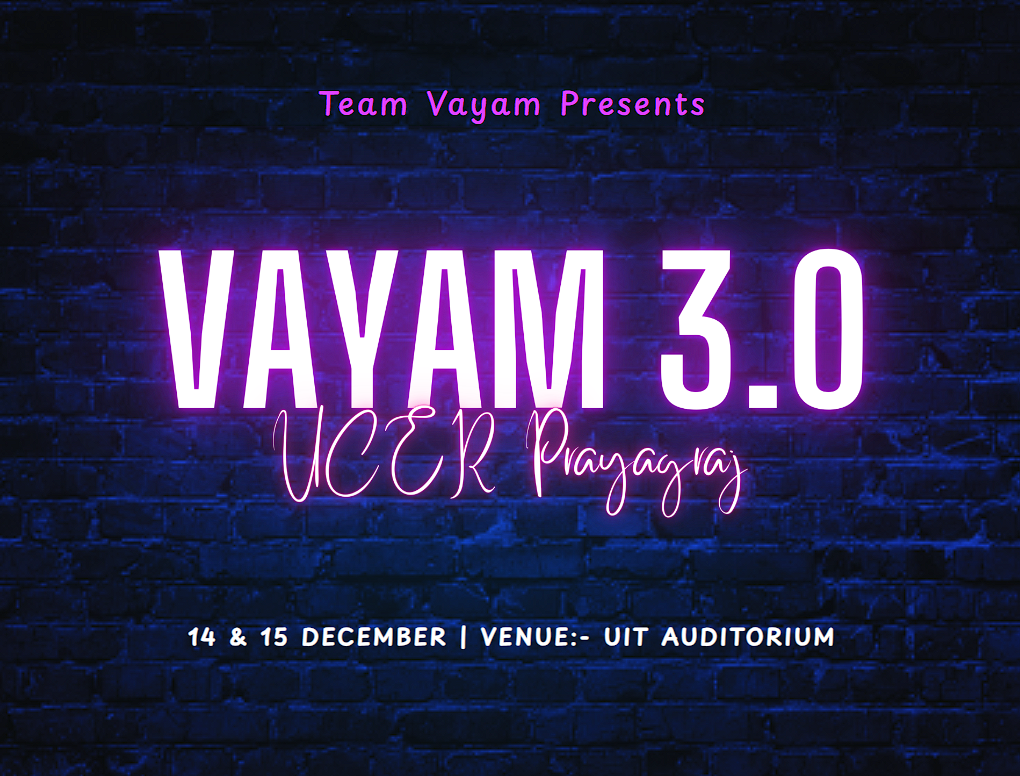 Team Vayam Presents
VAYAM 3.0
UCER Prayagraj
14 & 15 DECEMBER | VENUE:- UIT AUDITORIUM